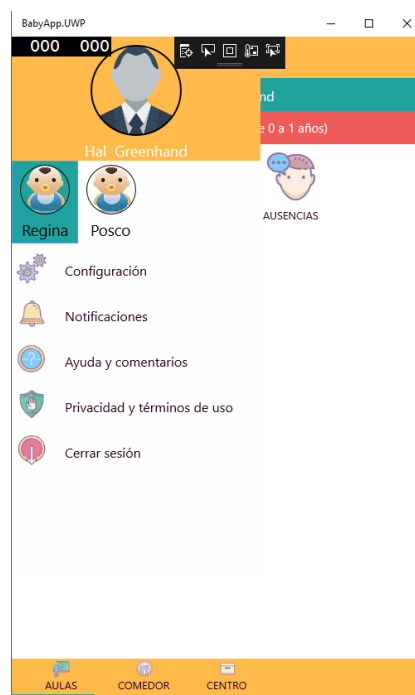 BabyApp.UWP
000 000
nd
e 0 a 1 años)
Hal Greenhand
AUSENCIAS
Regina Posco
Configuración
Notificaciones
Ayuda y comentarios
Privacidad y términos de uso
Cerrar sesión
AULAS COMEDOR CENTRO